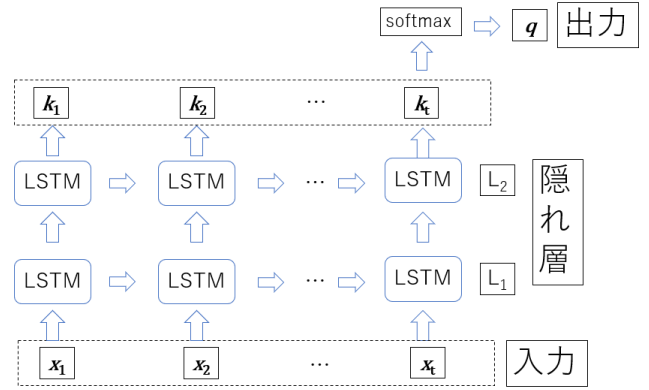 softmax q 出力
k1 k2 … kt
LSTM LSTM … LSTM L2
隠れ層
LSTM LSTM … LSTM L1
x1 x2 … xt 入力